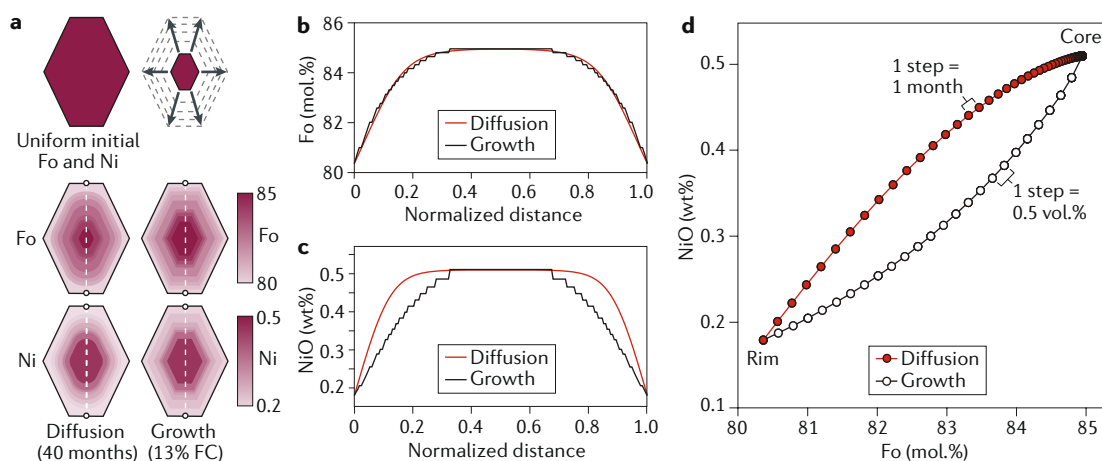 a
Uniform initial
Fo and Ni
Fo
85
Fo
80
Ni
0.5
Ni
0.2
Diffusion
(40 months)
Growth
(13% FC)
b
Fo (mol.%)
86
84
82
80
0
0.2
0.4
0.6
0.8
1.0
Diffusion
Growth
Normalized distance
c
NiO (wt%)
0.5
0.4
0.3
0.2
0
0.2
0.4
0.6
0.8
1.0
Diffusion
Growth
Normalized distance
d
NiO (wt%)
0.5
0.4
0.3
0.2
0.1
80
81
82
83
84
85
Fo (mol.%)
Core
1 step =
1 month
1 step =
0.5 vol.%
Rim
Diffusion
Growth